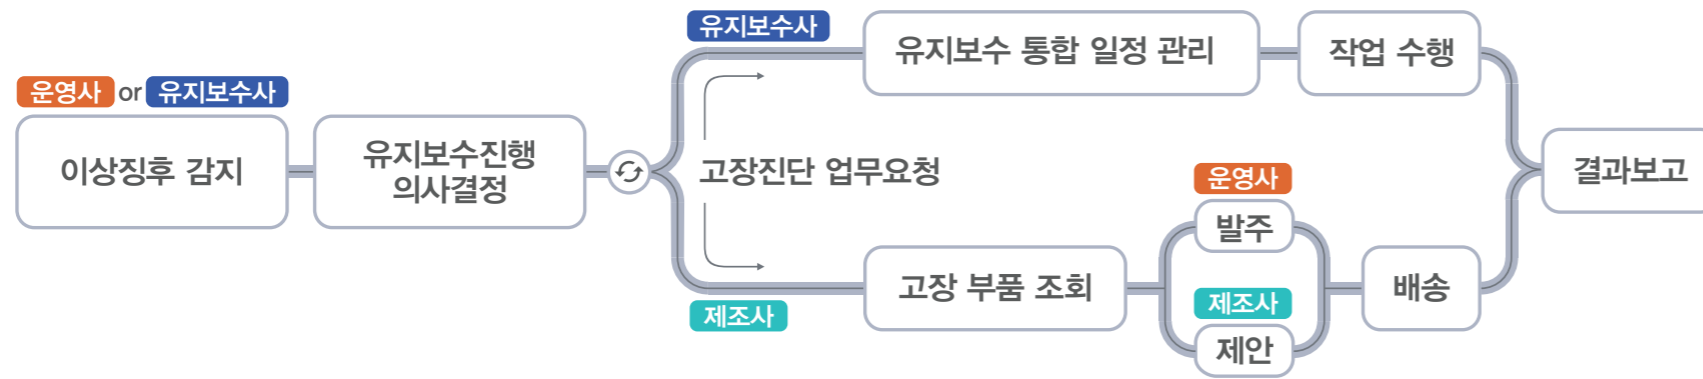 운영사 or 유지보수사
이상징후 감지
유지보수진행
의사결정
유지보수사
유지보수 통합 일정 관리
작업 수행
고장진단 업무요청
제조사
고장 부품 조회
운영사
발주
제조사
제안
배송
결과보고